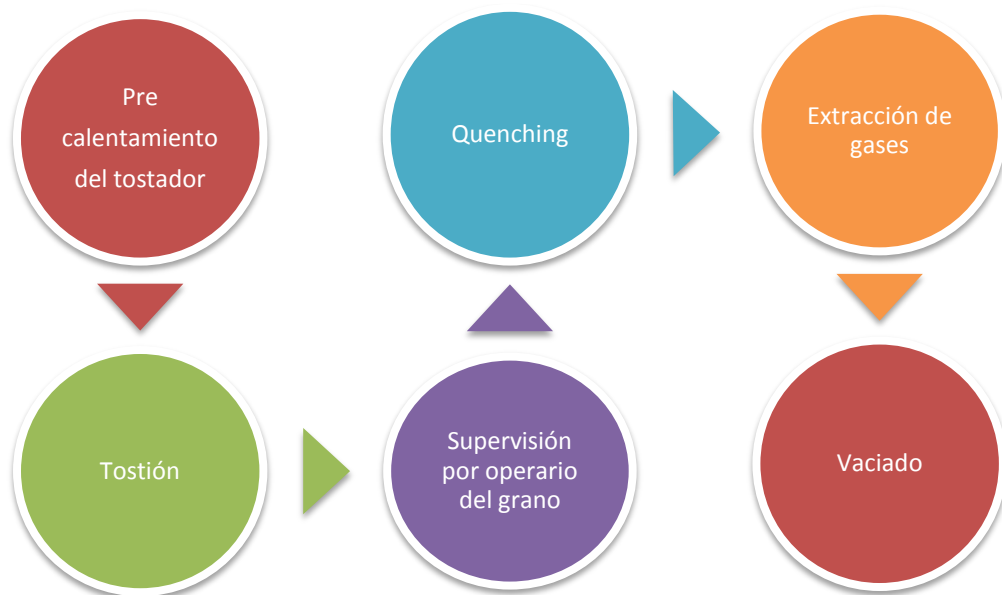 Pre
calentamiento
del tostador
Tostión
Supervisión
por operario
del grano
Quenching
Extracción de
gases
Vaciado